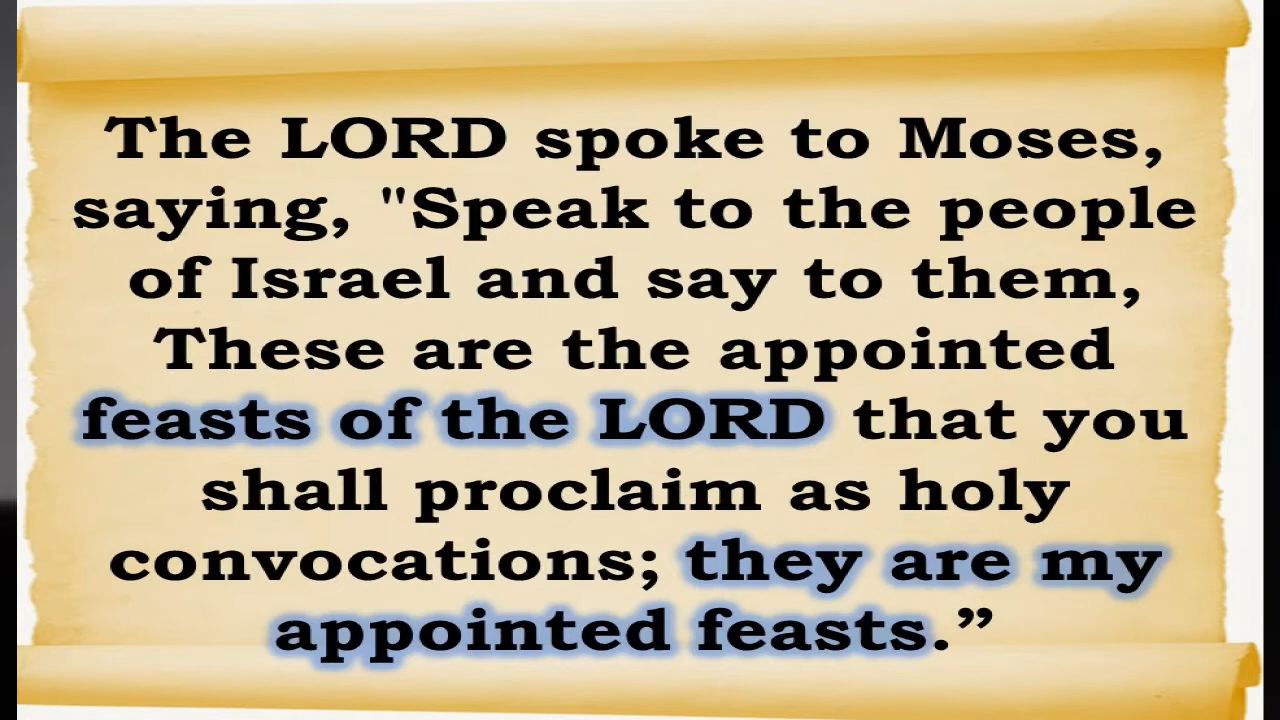 The LORD spoke to Moses,
saying, "Speak to the people
of Israel and say to them,
These are the appointed
feasts of the LORD that you
shall proclaim as holy
convocations; they are my
appointed feasts.”